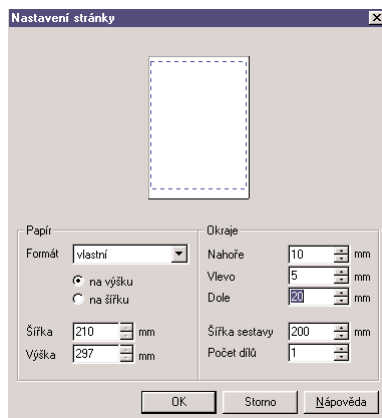 Nastavení stránky
Papír
Formát vlastní
na výšku
na šířku
Šířka 210 mm
Výška 297 mm
Okraje
Nahoře 10 mm
Vlevo 5 mm
Dole 20 mm
Šířka sestavy 200 mm
Počet dílů 1
OK Storno Nápověda